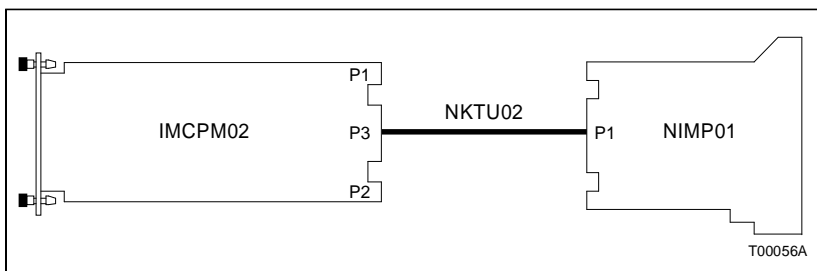 P1
NKTU02
IMCPM02
P3
P1
NIMP01
P2
T00056A